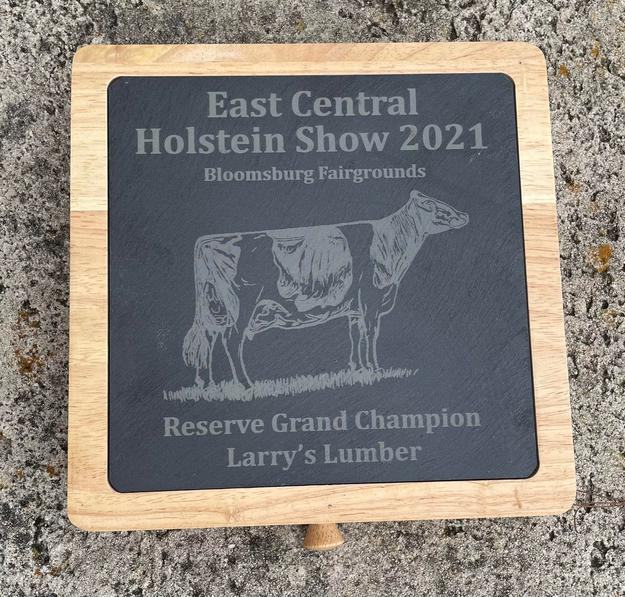 East Central
Holstein Show 2021
Bloomsburg Fairgrounds
Reserve Grand Champion
Larry's Lumber